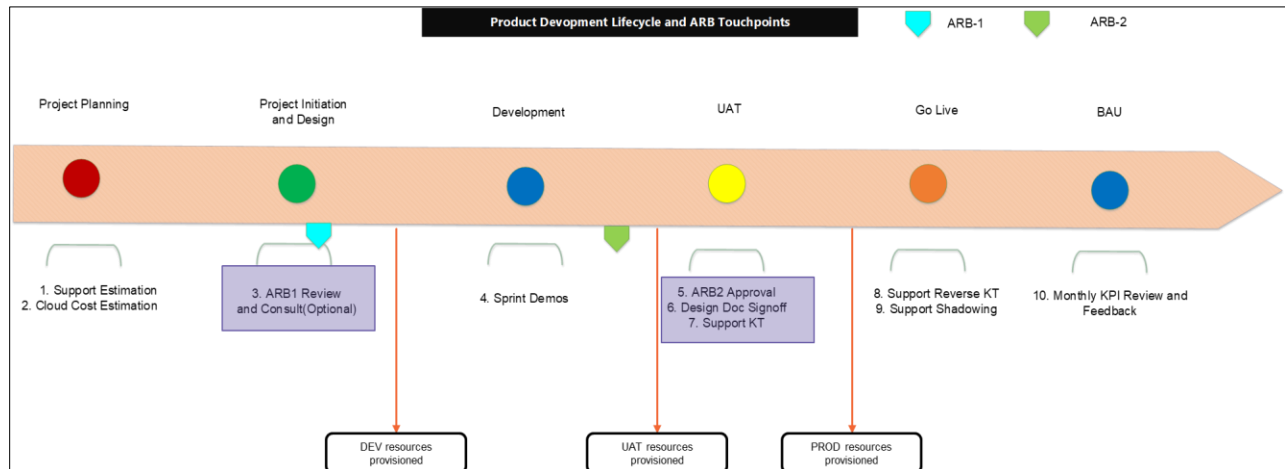 Product Devopment Lifecycle and ARB Touchpoints
ARB-1
ARB-2
Project Planning
Project Initiation
and Design
Development
UAT
Go Live
BAU
1. Support Estimation
2. Cloud Cost Estimation
3. ARB1 Review
and Consult(Optional)
4. Sprint Demos
5. ARB2 Approval
6. Design Doc Signoff
7. Support KT
8. Support Reverse KT
9. Support Shadowing
10. Monthly KPI Review and
Feedback
DEV resources
provisioned
UAT resources
provisioned
PROD resources
provisioned